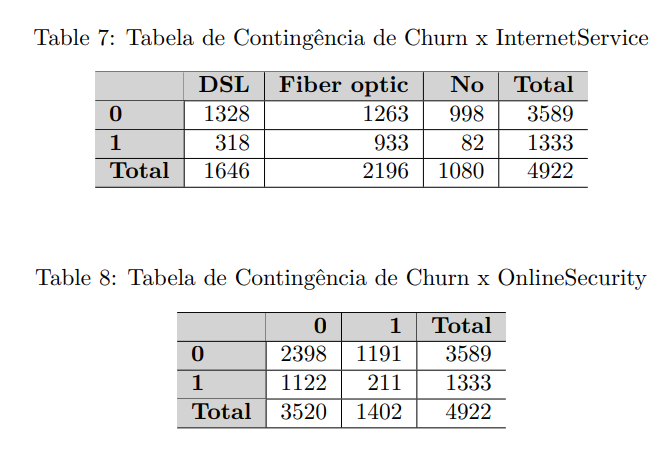 Table 7: Tabela de Contingência de Churn x InternetService
DSL Fiber optic No Total
0 1328 1263 998 3589
1 318 933 82 1333
Total 1646 2196 1080 4922
Table 8: Tabela de Contingência de Churn x OnlineSecurity
0 1 Total
0 2398 1191 3589
1 1122 211 1333
Total 3520 1402 4922